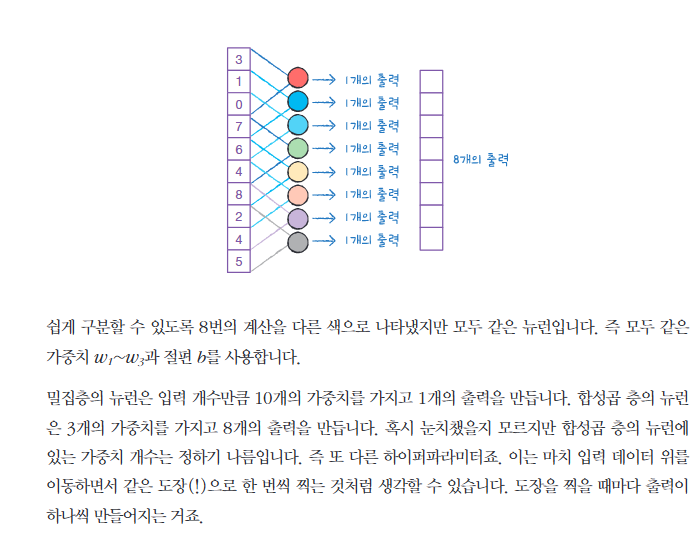 3
1
0
7
6
4
8
2
4
5
1개의 출력
1개의 출력
1개의 출력
1개의 출력
1개의 출력
1개의 출력
1개의 출력
1개의 출력
8개의 출력
쉽게 구분할 수 있도록 8번의 계산을 다른 색으로 나타냈지만 모두 같은 뉴런입니다. 즉 모두 같은
가중치 w₁~w₃과 절편 b를 사용합니다.
밀집층의 뉴런은 입력 개수만큼 10개의 가중치를 가지고 1개의 출력을 만듭니다. 합성곱 층의 뉴런
은 3개의 가중치를 가지고 8개의 출력을 만듭니다. 혹시 눈치챘을지 모르지만 합성곱 층의 뉴런에
있는 가중치 개수는 정하기 나름입니다. 즉 또 다른 하이퍼파라미터죠. 이는 마치 입력 데이터 위를
이동하면서 같은 도장(!)으로 한 번씩 찍는 것처럼 생각할 수 있습니다. 도장을 찍을 때마다 출력이
하나씩 만들어지는 거죠.